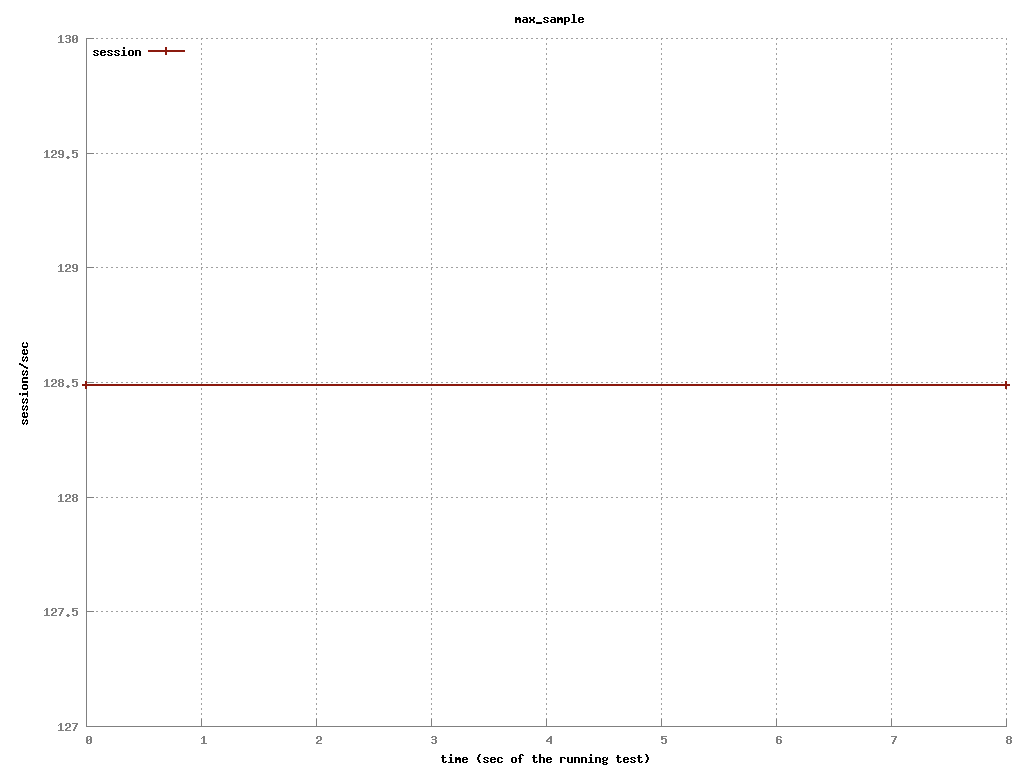 max_sample
130
session
129.5
129
128.5
128
127.5
127
sessions/sec
0 1 2 3 4 5 6 7 8
time (sec of the running test)